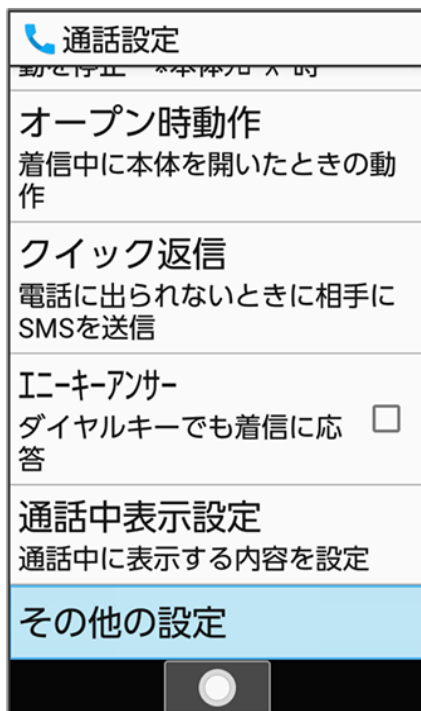 通話設定
オープン時動作
着信中に本体を開いたときの動
作
クイック返信
電話に出られないときに相手に
SMSを送信
エニーキーアンサー
ダイヤルキーでも着信に応
答
通話中表示設定
通話中に表示する内容を設定
その他の設定